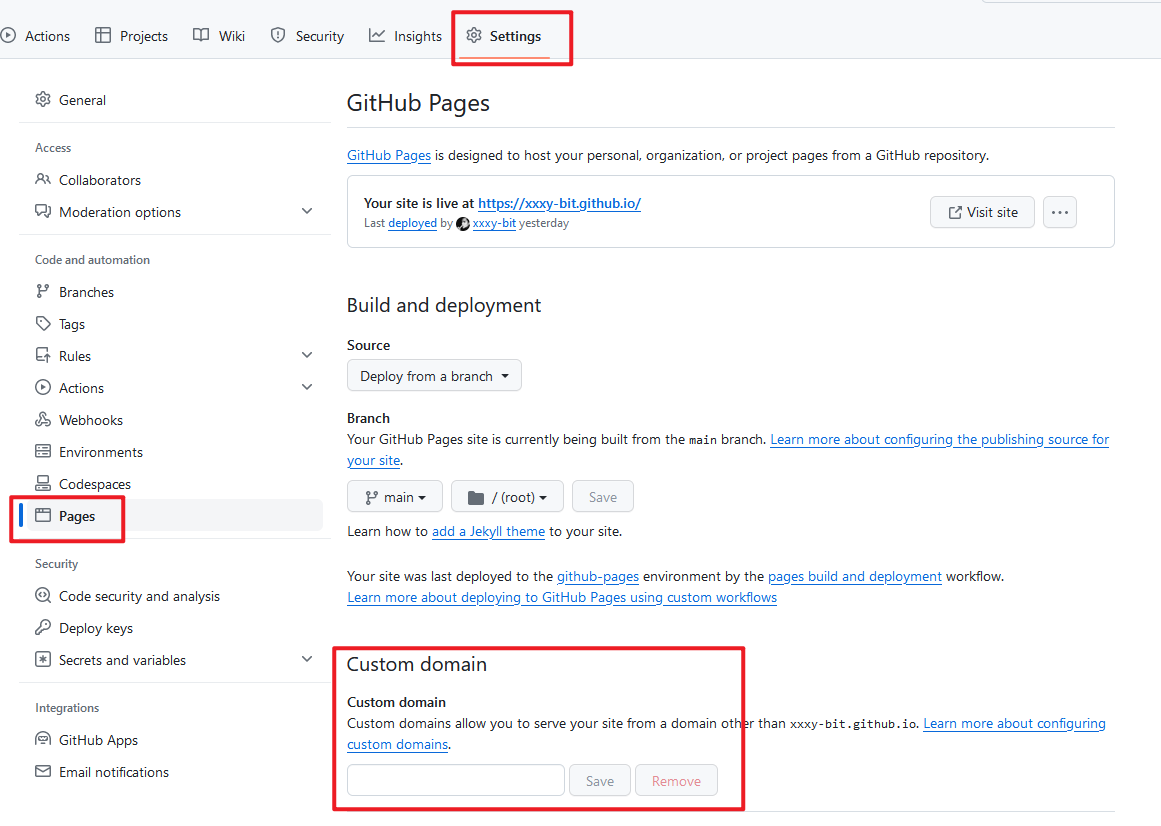 Actions Projects Wiki Security Insights Settings
General
Access
Collaborators
Moderation options
Code and automation
Branches
Tags
Rules
Actions
Webhooks
Environments
Codespaces
Pages
Security
Code security and analysis
Deploy keys
Secrets and variables
Integrations
GitHub Apps
Email notifications
GitHub Pages
GitHub Pages is designed to host your personal, organization, or project pages from a GitHub repository.
Your site is live at https://xxxy-bit.github.io/
Last deployed by xxxy-bit yesterday
Visit site
Build and deployment
Source
Deploy from a branch
Branch
Your GitHub Pages site is currently being built from the main branch. Learn more about configuring the publishing source for
your site.
main / (root) Save
Learn how to add a Jekyll theme to your site.
Your site was last deployed to the github-pages environment by the pages build and deployment workflow.
Learn more about deploying to GitHub Pages using custom workflows
Custom domain
Custom domain
Custom domains allow you to serve your site from a domain other than xxxy-bit.github.io. Learn more about configuring
custom domains.
Save Remove